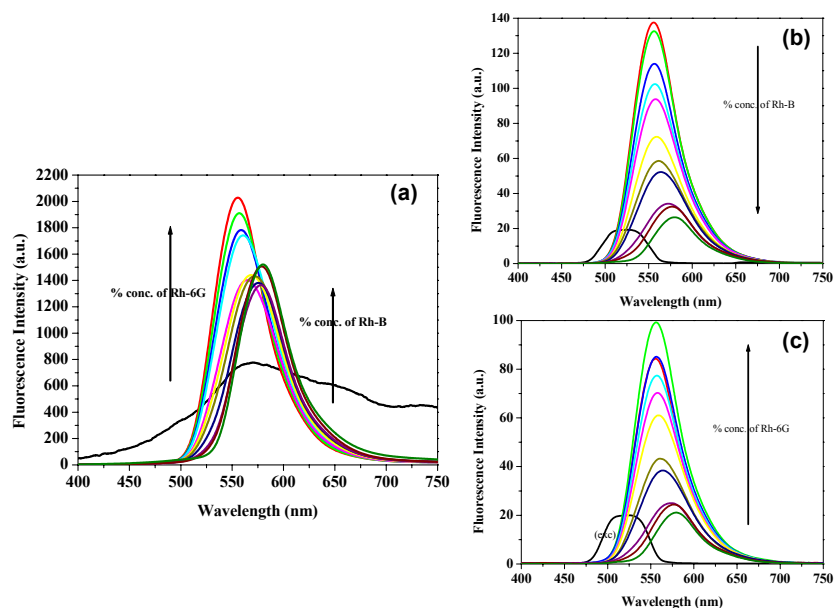 (a)
Fluorescence Intensity (a.u.)
2200
2000
1800
1600
1400
1200
1000
800
600
400
200
0
% conc. of Rh-6G
% conc. of Rh-B
400 450 500 550 600 650 700 750
Wavelength (nm)
(b)
Fluorescence Intensity (a.u.)
140
120
100
80
60
40
20
0
% conc. of Rh-B
400 450 500 550 600 650 700 750
Wavelength (nm)
(c)
Fluorescence Intensity (a.u.)
100
80
60
40
20
0
% conc. of Rh-6G
(exc)
400 450 500 550 600 650 700 750
Wavelength (nm)